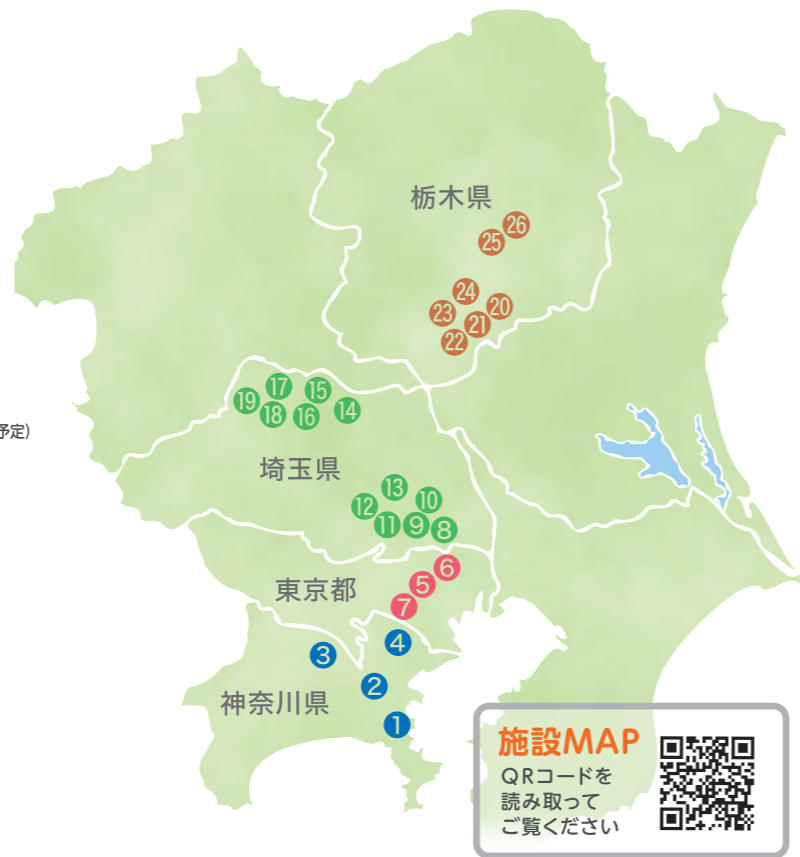 栃木県
㉖
㉕
㉔
⑳
㉓
㉑
㉒
⑰
⑮
⑲
⑭
⑱
⑯
予定)
埼玉県
⑬
⑩
⑫
⑪
⑨
⑧
⑥
東京都
⑤
⑦
④
③
②
神奈川県
①
施設MAP
QRコードを
読み取って
ご覧ください